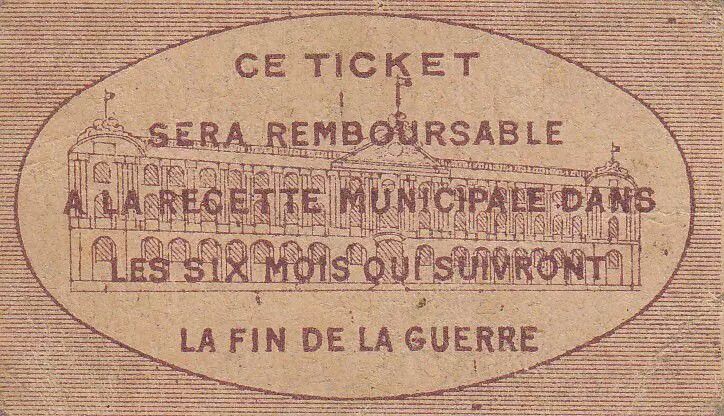 CE TICKET
SERA REMBOURSABLE
A LA RECETTE MUNICIPALE DANS
LES SIX MOIS QUI SUIVRONT
LA FIN DE LA GUERRE